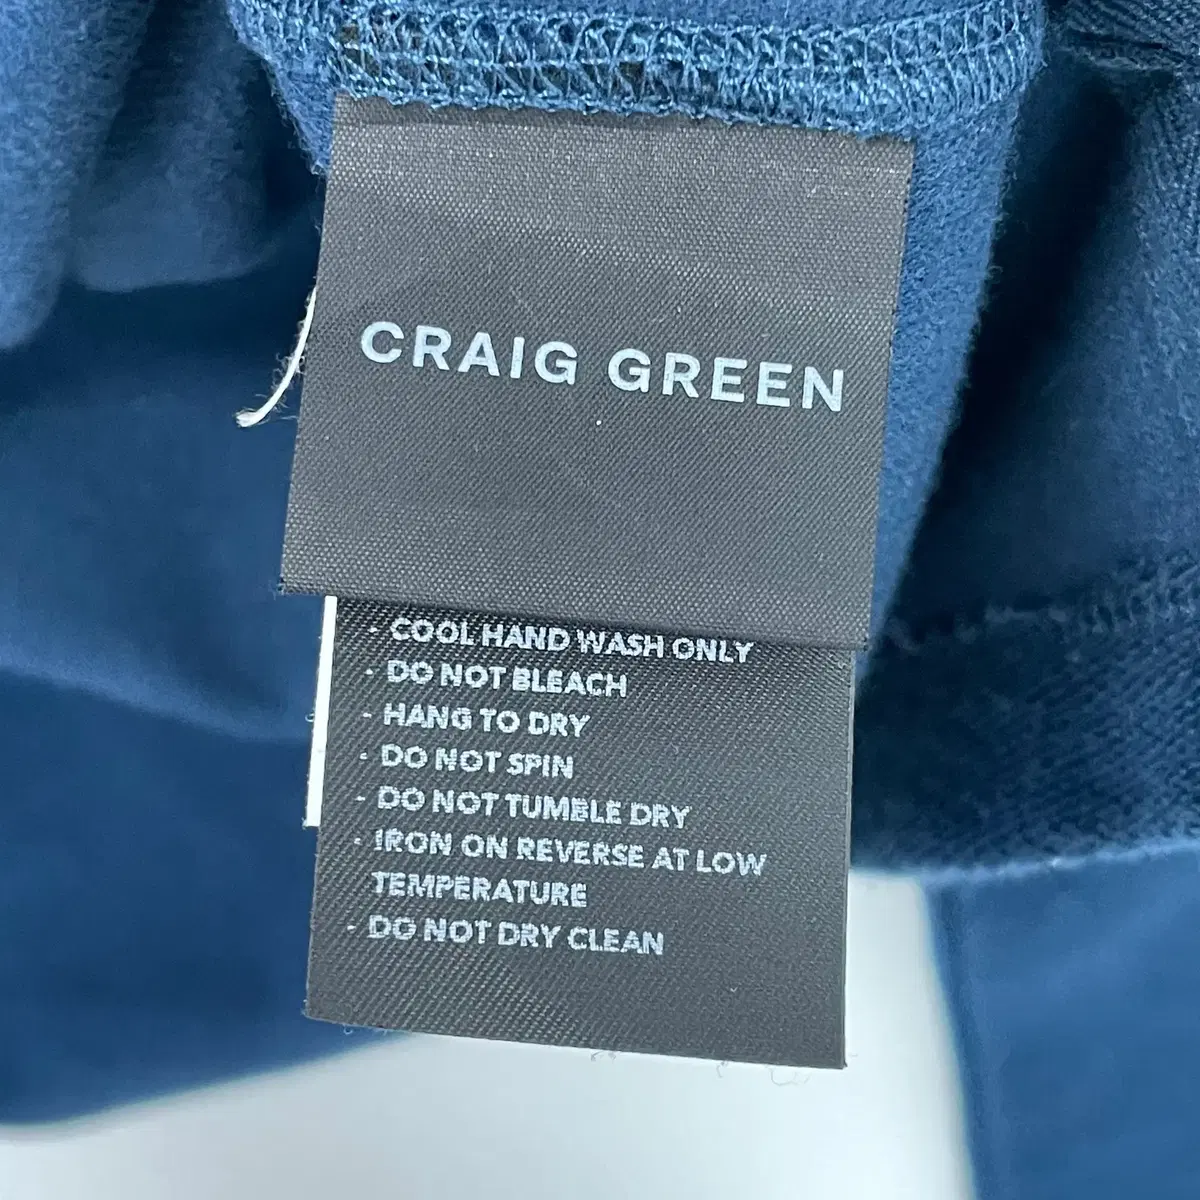 CRAIG GREEN
- COOL HAND WASH ONLY
- DO NOT BLEACH
- HANG TO DRY
- DO NOT SPIN
- DO NOT TUMBLE DRY
- IRON ON REVERSE AT LOW
TEMPERATURE
- DO NOT DRY CLEAN